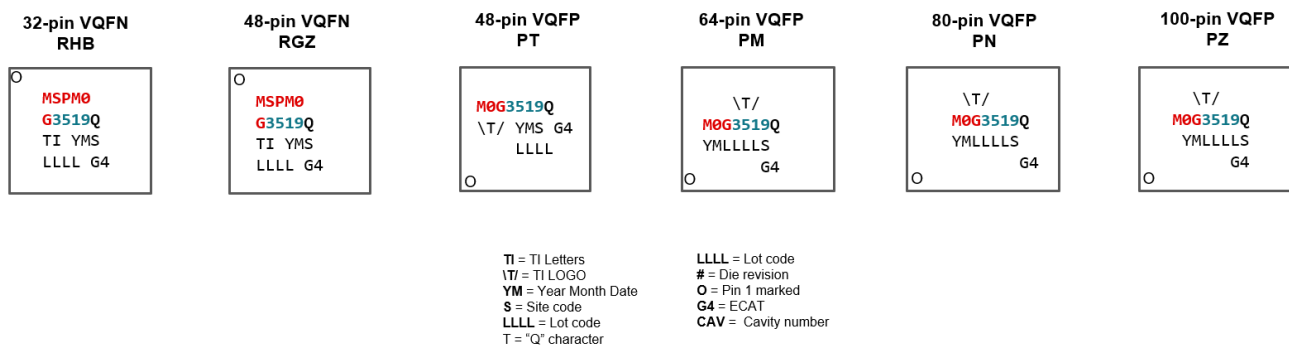 32-pin VQFN
RHB
O
MSPM0
G3519Q
TI YMS
LLLL G4
48-pin VQFN
RGZ
O
MSPM0
G3519Q
TI YMS
LLLL G4
48-pin VQFP
PT
M0G3519Q
\T/ YMS G4
LLLL
O
64-pin VQFP
PM
\T/
M0G3519Q
YMLLLLS
G4
O
80-pin VQFP
PN
\T/
M0G3519Q
YMLLLLS
G4
O
100-pin VQFP
PZ
\T/
M0G3519Q
YMLLLLS
G4
O
TI = TI Letters
\T/ = TI LOGO
YM = Year Month Date
S = Site code
LLLL = Lot code
T = "Q" character
LLLL = Lot code
# = Die revision
O = Pin 1 marked
G4 = ECAT
CAV = Cavity number